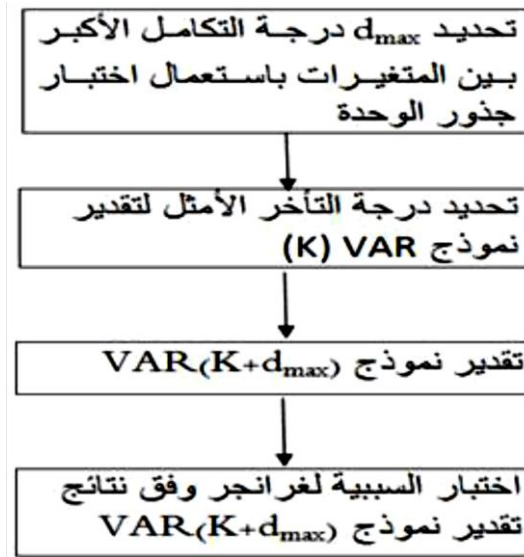 تحديد dmax درجة التكامل الأكبر
بين المتغيرات باستعمال اختبار
جذور الوحدة
تحديد درجة التأخر الأمثل لتقدير
نموذج VAR (K)
تقدير نموذج VAR(K+dmax)
اختبار السببية لغرانجر وفق نتائج
تقدير نموذج VAR(K+dmax)